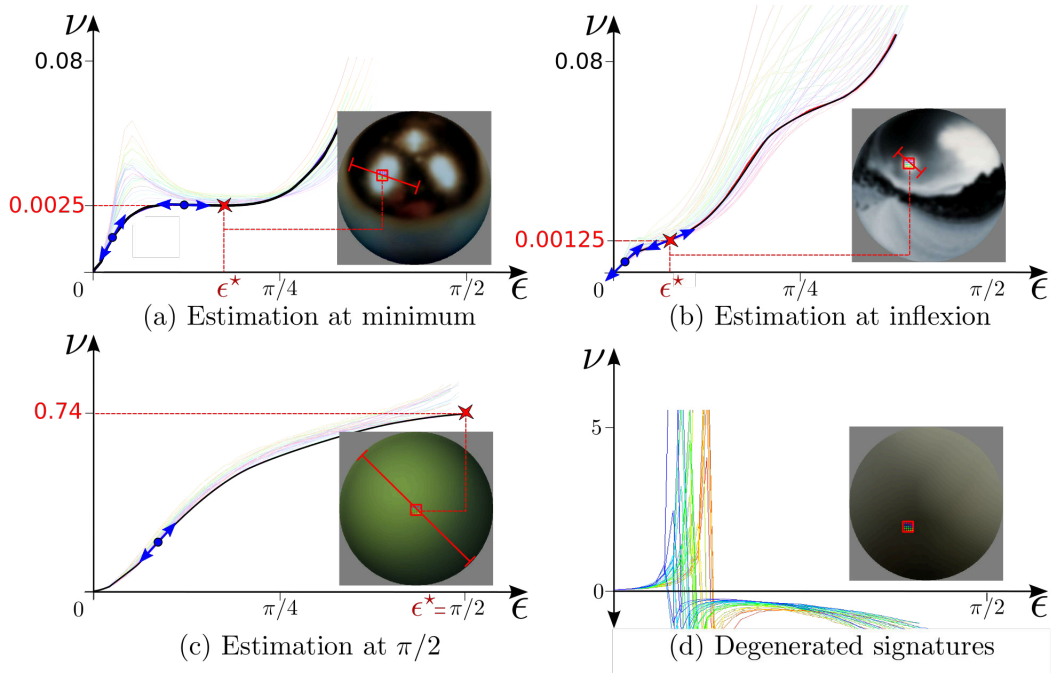 ν
0.08
0.0025
0
ϵ⋆
π/4
π/2
ϵ
(a) Estimation at minimum
ν
0.08
0.00125
0
ϵ⋆
π/4
π/2
ϵ
(b) Estimation at inflexion
ν
0.74
0
π/4
ϵ⋆=π/2
ϵ
(c) Estimation at π/2
ν
5
0
π/2
ϵ
(d) Degenerated signatures